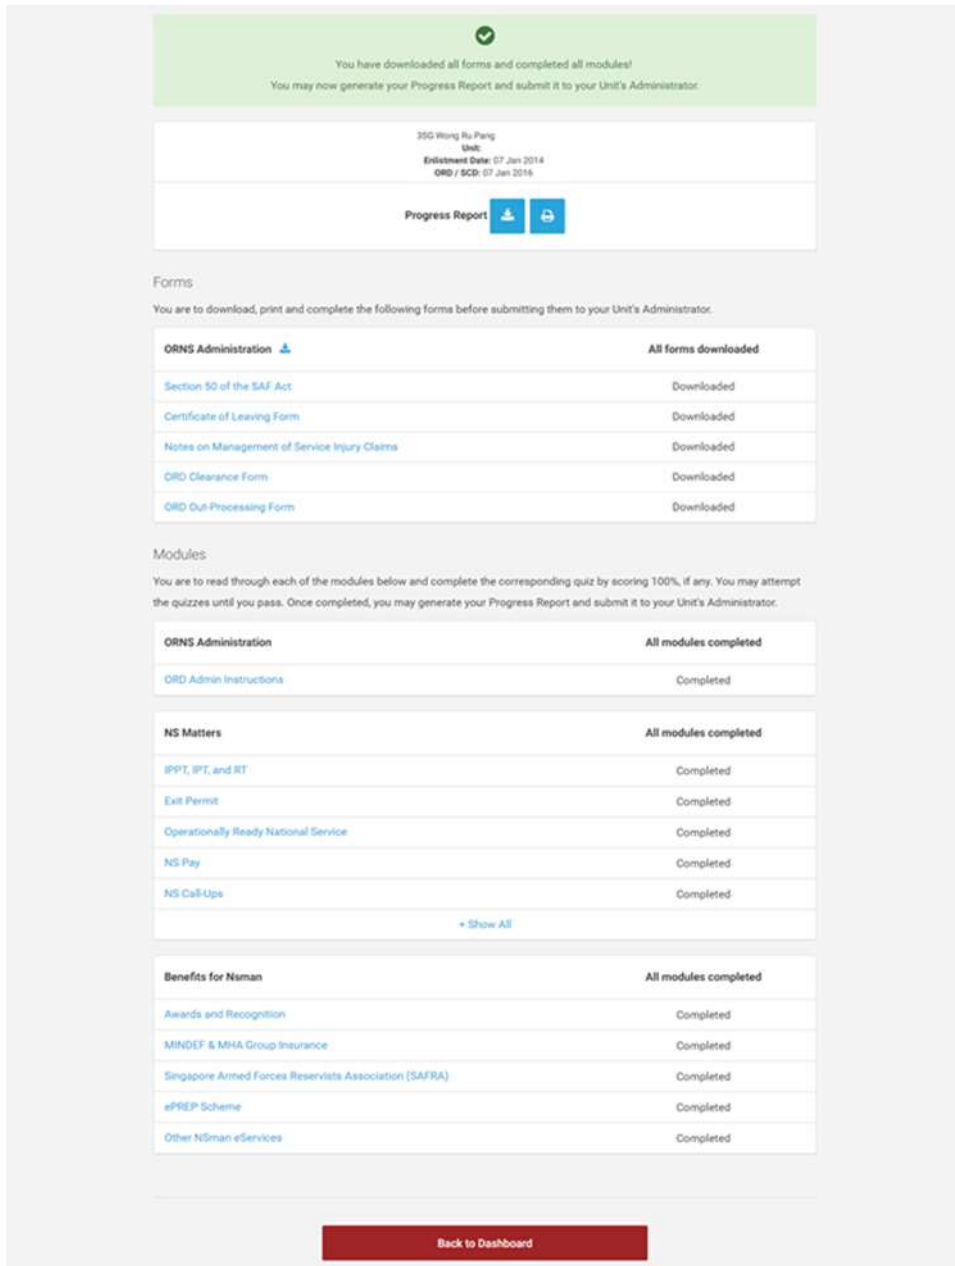 You have downloaded all forms and completed all modules!
You may now generate your Progress Report and submit it to your Unit's Administrator.
3SG Wong Ru Pang
Unit:
Enlistment Date: 07 Jan 2014
ORD / SCD: 07 Jan 2016
Progress Report
Forms
You are to download, print and complete the following forms before submitting them to your Unit's Administrator.
ORNS Administration All forms downloaded
Section 50 of the SAF Act Downloaded
Certificate of Leaving Form Downloaded
Notes on Management of Service Injury Claims Downloaded
ORD Clearance Form Downloaded
ORD Out-Processing Form Downloaded
Modules
You are to read through each of the modules below and complete the corresponding quiz by scoring 100%, if any. You may attempt
the quizzes until you pass. Once completed, you may generate your Progress Report and submit it to your Unit's Administrator.
ORNS Administration All modules completed
ORD Admin Instructions Completed
NS Matters All modules completed
IPPT, IPT, and RT Completed
Exit Permit Completed
Operationally Ready National Service Completed
NS Pay Completed
NS Call-Ups Completed
+ Show All
Benefits for Nsman All modules completed
Awards and Recognition Completed
MINDEF & MHA Group Insurance Completed
Singapore Armed Forces Reservists Association (SAFRA) Completed
ePREP Scheme Completed
Other NSman eServices Completed
Back to Dashboard